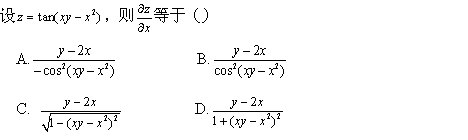 设z = tan(xy − x²)，则∂z/∂x等于（）
A. (y − 2x)/(−cos²(xy − x²)) B. (y − 2x)/(cos²(xy − x²))
C. (y − 2x)/√(1 − (xy − x²)²) D. (y − 2x)/(1 + (xy − x²)²)